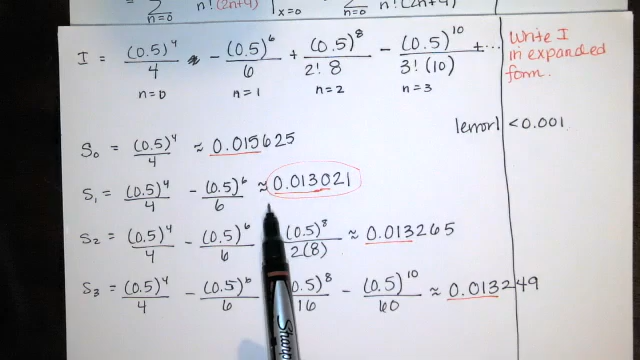 Σ n=0 n! (2n+4) | x=0 Σ n=0 n! (2n+4)
I = (0.5)^4/4 - (0.5)^6/6 + (0.5)^8/2! 8 - (0.5)^10/3! (10) + ...
n=0 n=1 n=2 n=3
Write I
in expanded
form.
|error| < 0.001
S₀ = (0.5)^4/4 ≈ 0.015625
S₁ = (0.5)^4/4 - (0.5)^6/6 ≈ 0.013021
S₂ = (0.5)^4/4 - (0.5)^6/6 (0.5)^8/2(8) ≈ 0.013265
S₃ = (0.5)^4/4 - (0.5)^6/6 (0.5)^8/16 - (0.5)^10/60 ≈ 0.013249
Sharpie